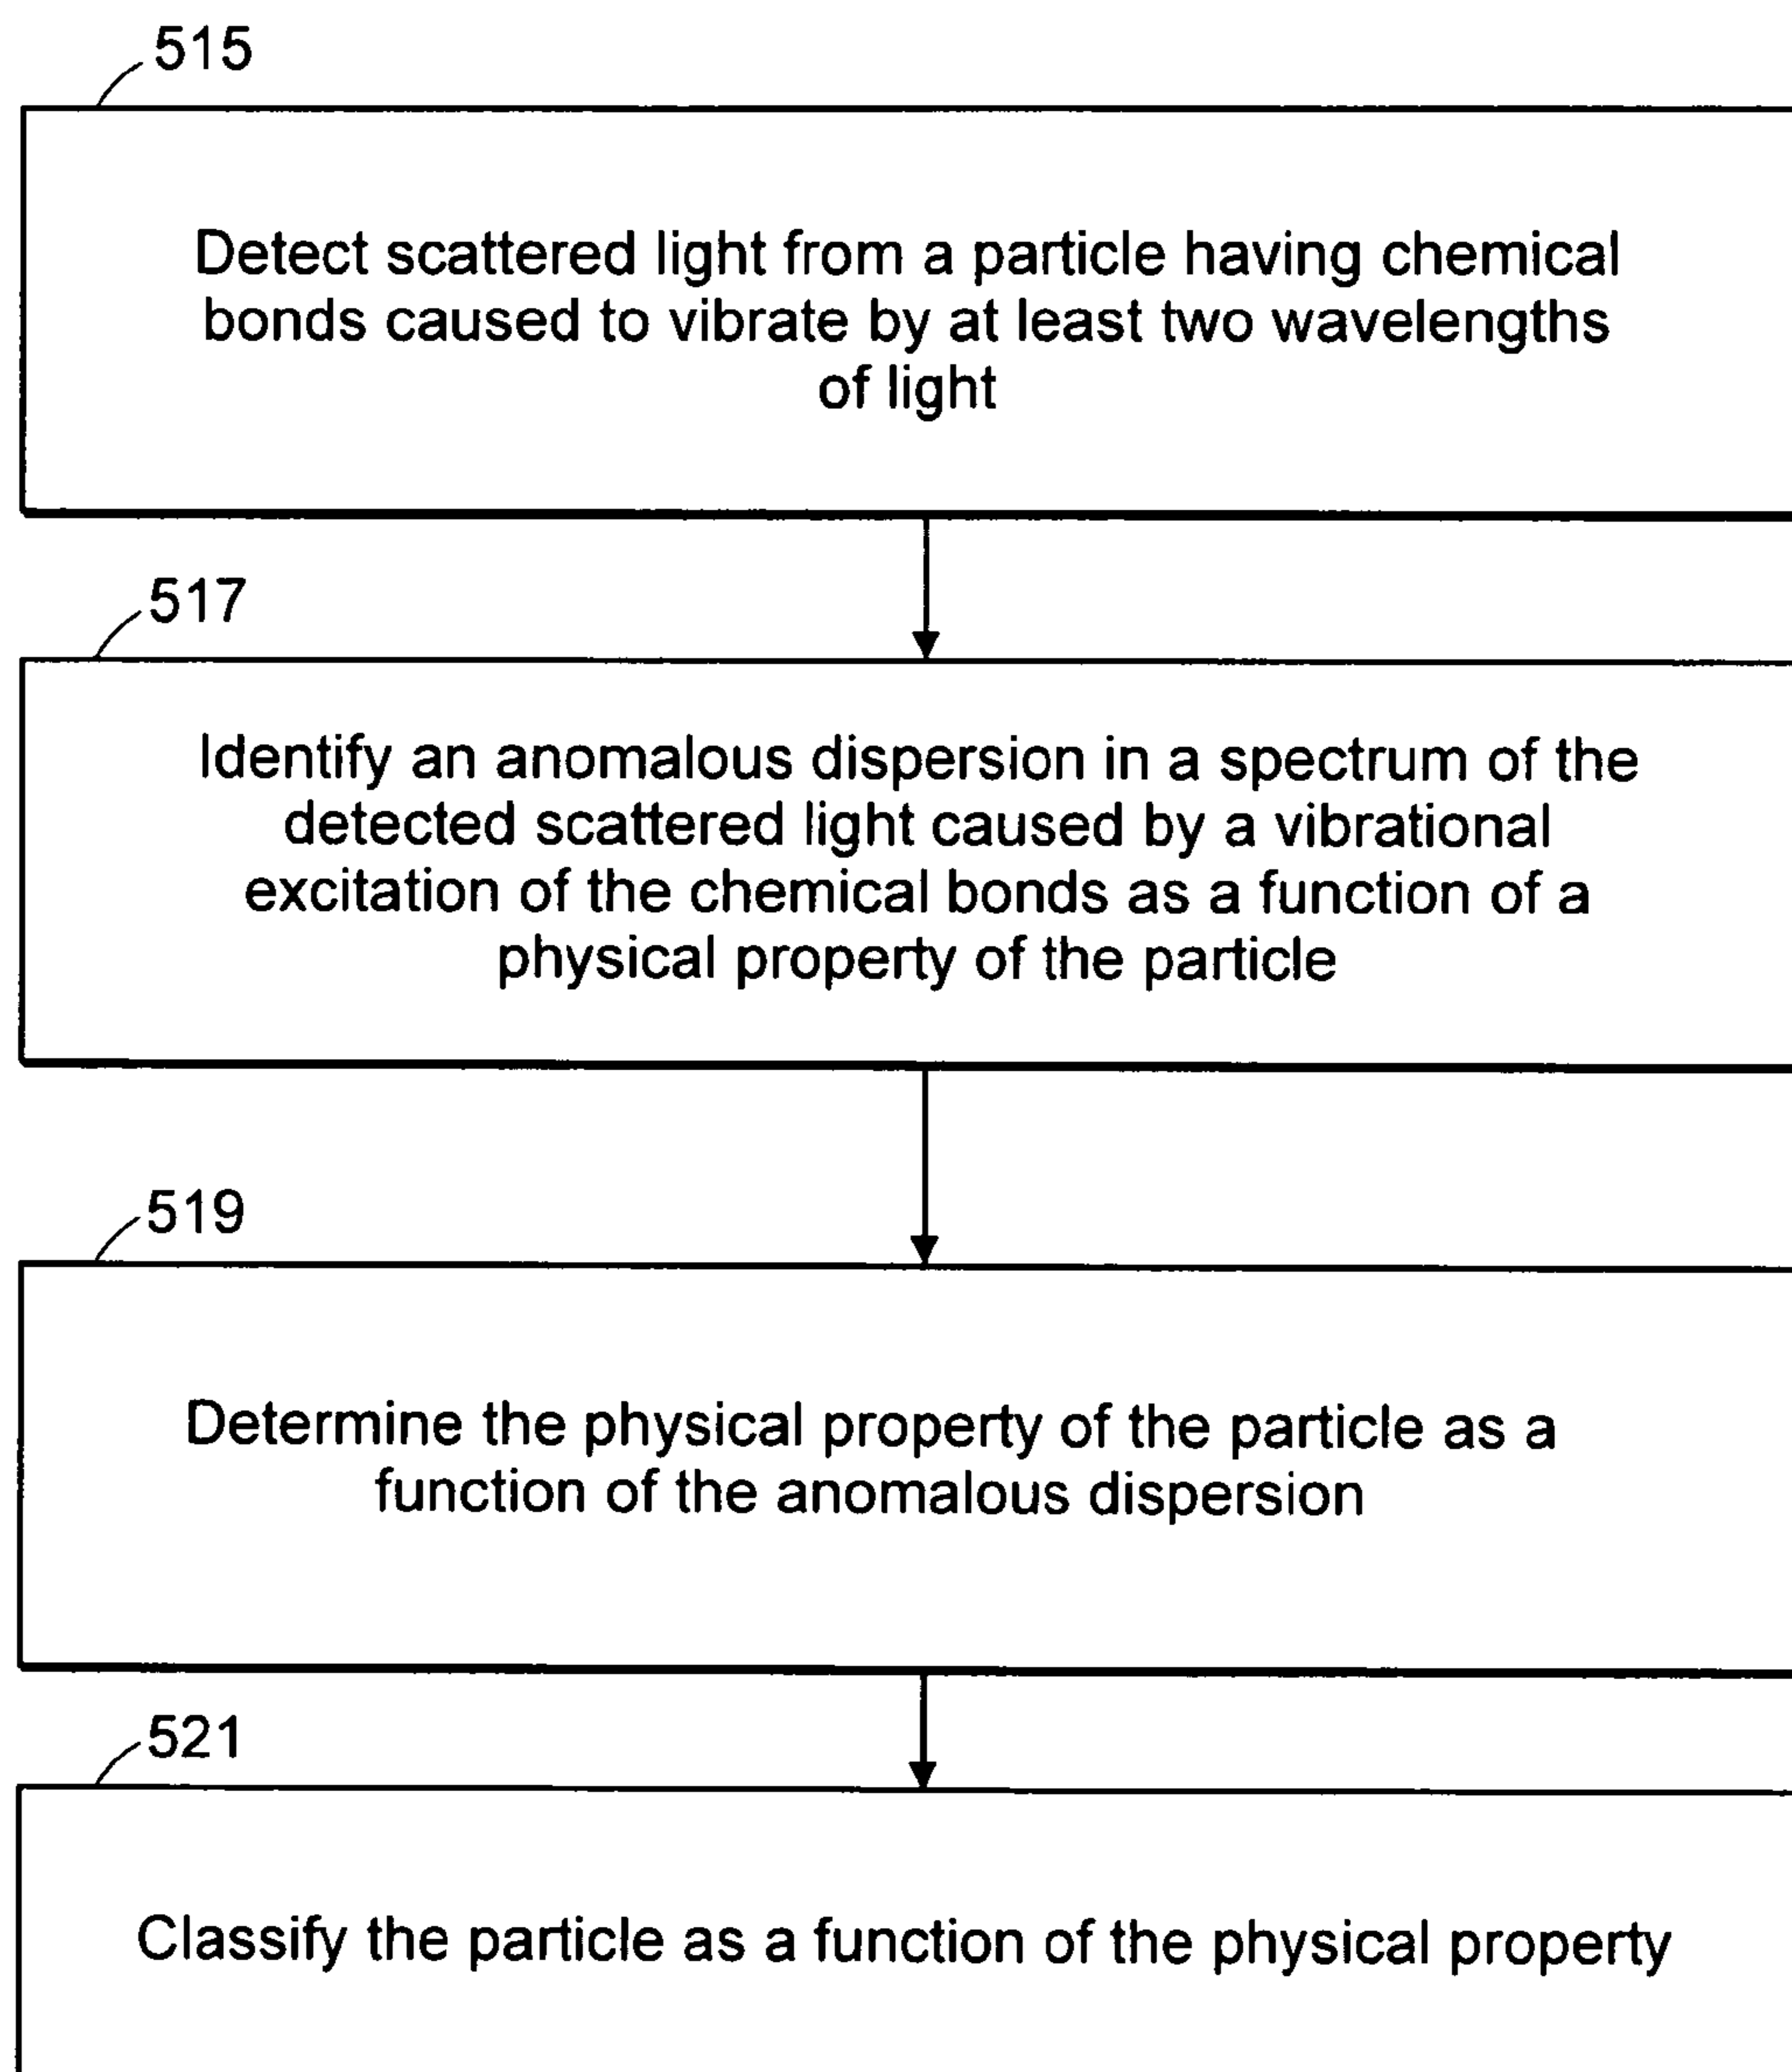 515
Detect scattered light from a particle having chemical
bonds caused to vibrate by at least two wavelengths
of light
517
Identify an anomalous dispersion in a spectrum of the
detected scattered light caused by a vibrational
excitation of the chemical bonds as a function of a
physical property of the particle
519
Determine the physical property of the particle as a
function of the anomalous dispersion
521
Classify the particle as a function of the physical property